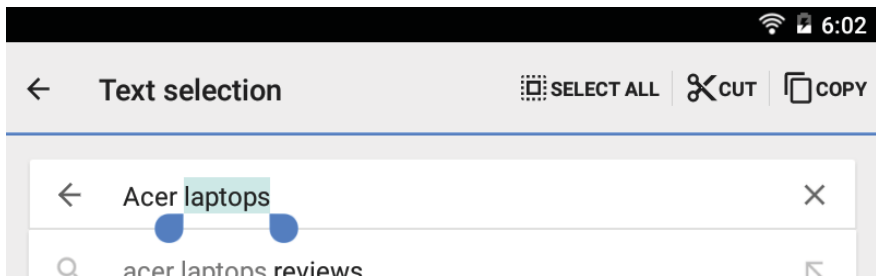 6:02
Text selection SELECT ALL CUT COPY
Acer laptops
acer laptops reviews